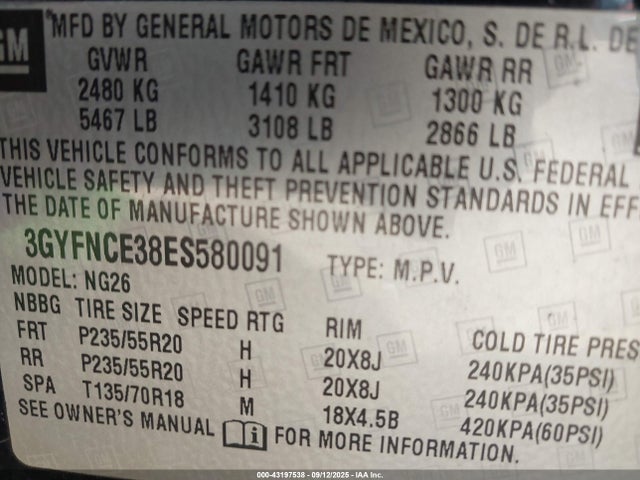 GM
MFD BY GENERAL MOTORS DE MEXICO, S. DE R.L. DE
GVWR GAWR FRT GAWR RR
2480 KG 1410 KG 1300 KG
5467 LB 3108 LB 2866 LB
THIS VEHICLE CONFORMS TO ALL APPLICABLE U.S. FEDERAL
VEHICLE SAFETY AND THEFT PREVENTION STANDARDS IN EFF
THE DATE OF MANUFACTURE SHOWN ABOVE.
3GYFNCE38ES580091 TYPE: M.P.V.
MODEL: NG26
NBBG TIRE SIZE SPEED RTG RIM COLD TIRE PRES
FRT P235/55R20 H 20X8J 240KPA(35PSI)
RR P235/55R20 H 20X8J 240KPA(35PSI)
SPA T135/70R18 M 18X4.5B 420KPA(60PSI)
SEE OWNER'S MANUAL i FOR MORE INFORMATION.
000-43197538 - 09/12/2025 - IAA Inc.